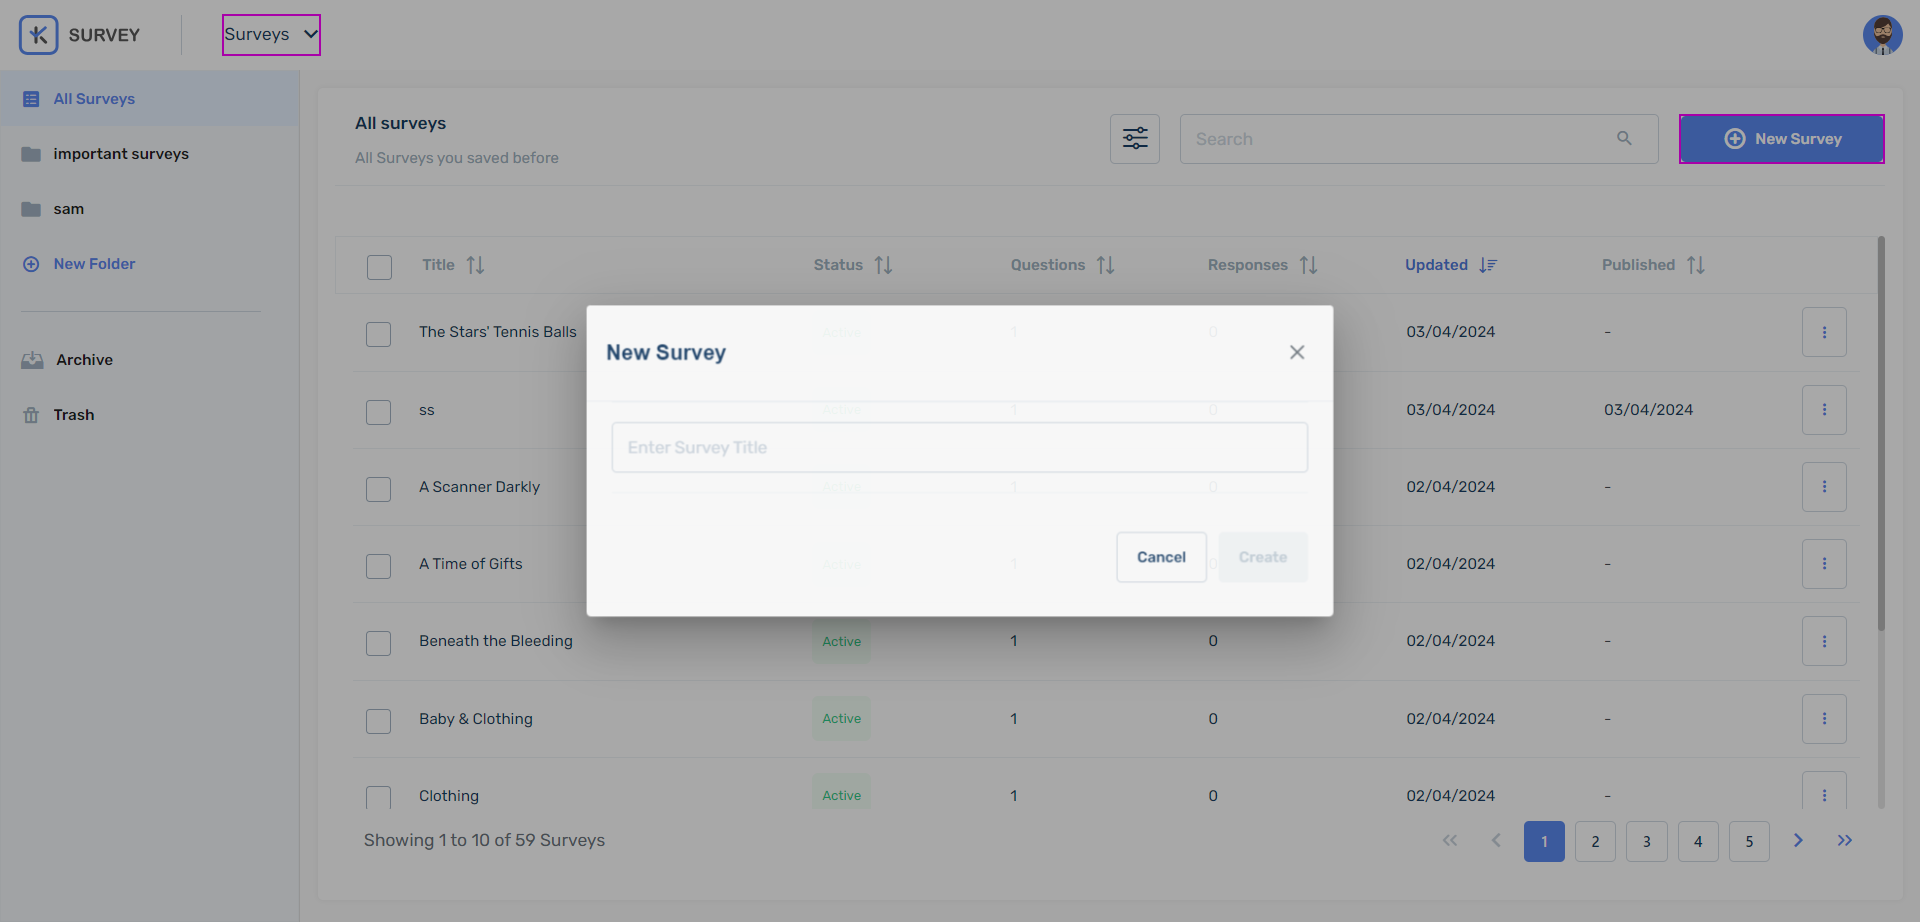 SURVEY
Surveys
All Surveys
important surveys
sam
New Folder
Archive
Trash
All surveys
All Surveys you saved before
Search
New Survey
Title Status Questions Responses Updated Published
The Stars' Tennis Balls Active 1 0 03/04/2024 -
ss Active 1 0 03/04/2024 03/04/2024
A Scanner Darkly Active 1 0 02/04/2024 -
A Time of Gifts Active 1 0 02/04/2024 -
Beneath the Bleeding Active 1 0 02/04/2024 -
Baby & Clothing Active 1 0 02/04/2024 -
Clothing Active 1 0 02/04/2024 -
Showing 1 to 10 of 59 Surveys
1 2 3 4 5
New Survey
Enter Survey Title
Cancel Create